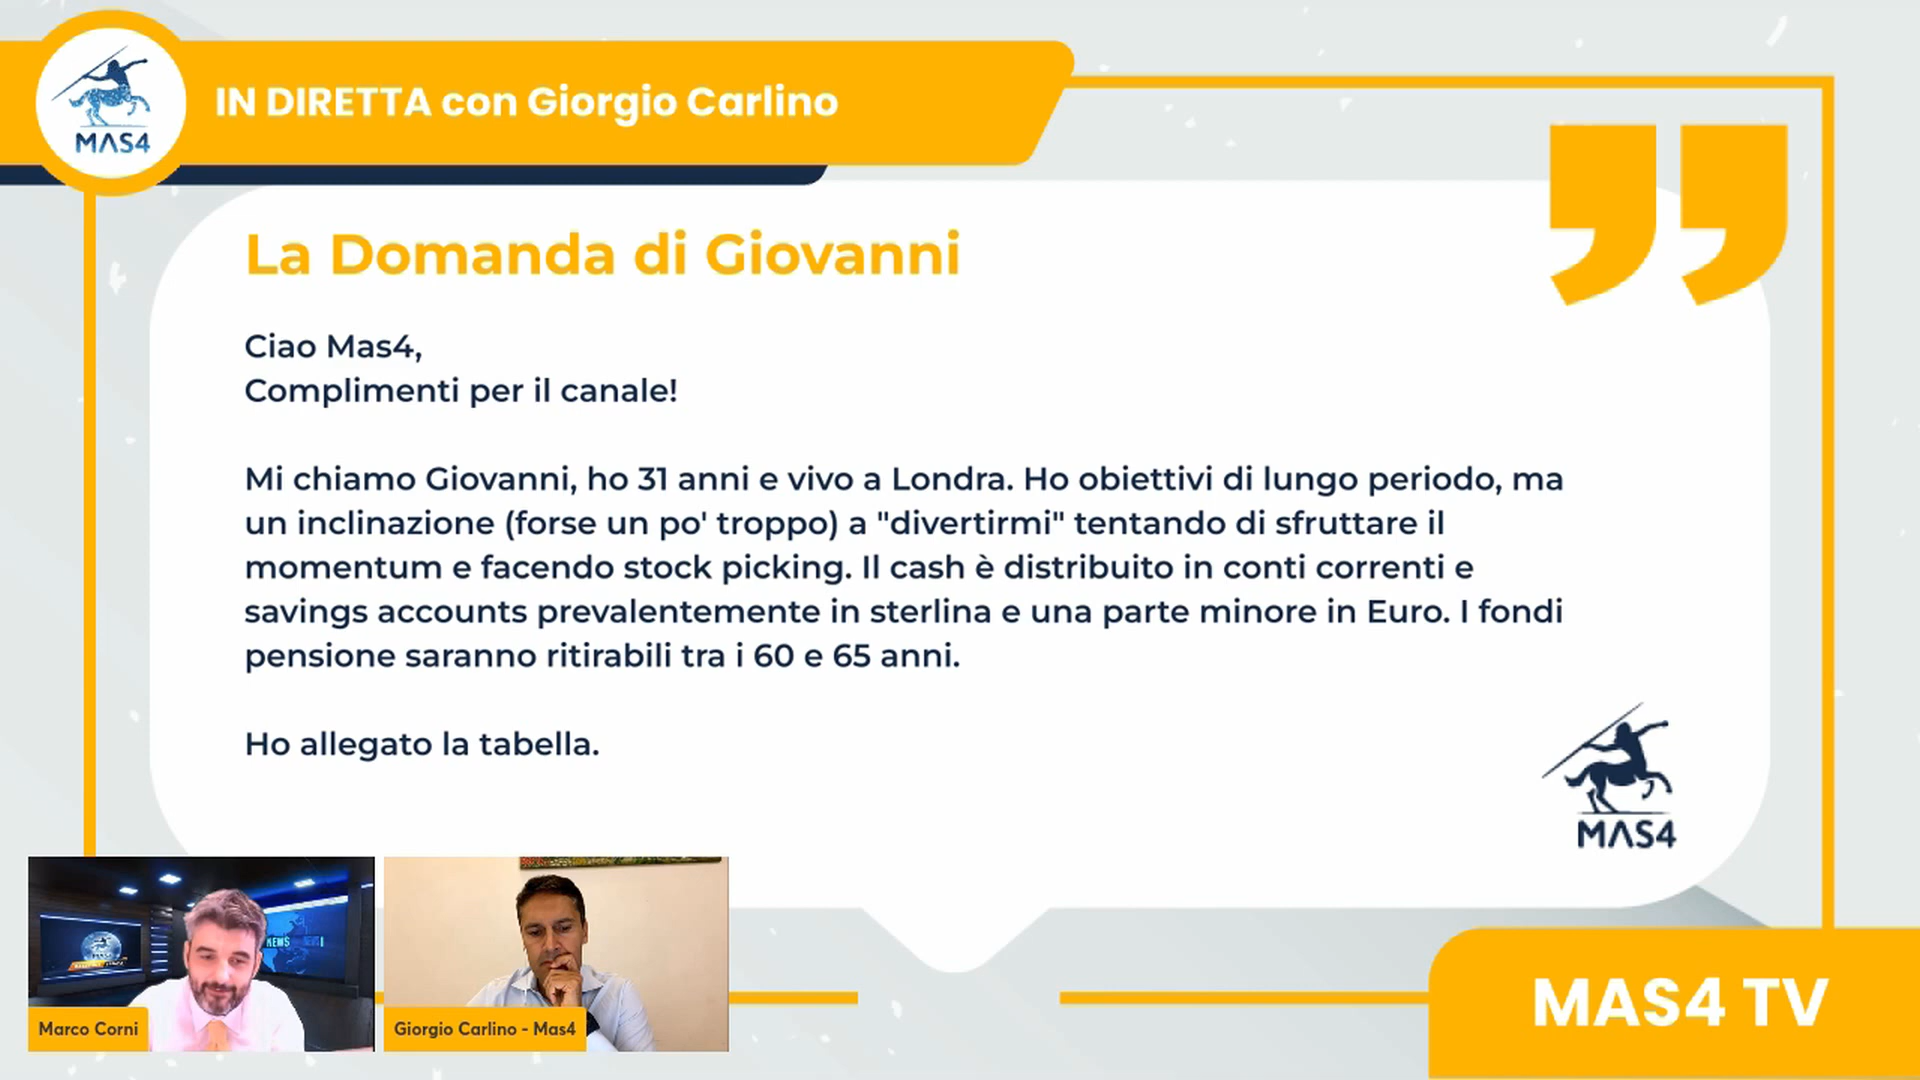 MAS4
IN DIRETTA con Giorgio Carlino
La Domanda di Giovanni
Ciao Mas4,
Complimenti per il canale!
Mi chiamo Giovanni, ho 31 anni e vivo a Londra. Ho obiettivi di lungo periodo, ma
un inclinazione (forse un po' troppo) a "divertirmi" tentando di sfruttare il
momentum e facendo stock picking. Il cash è distribuito in conti correnti e
savings accounts prevalentemente in sterlina e una parte minore in Euro. I fondi
pensione saranno ritirabili tra i 60 e 65 anni.
Ho allegato la tabella.
MAS4
NEWS
Marco Corni
Giorgio Carlino - Mas4
MAS4 TV